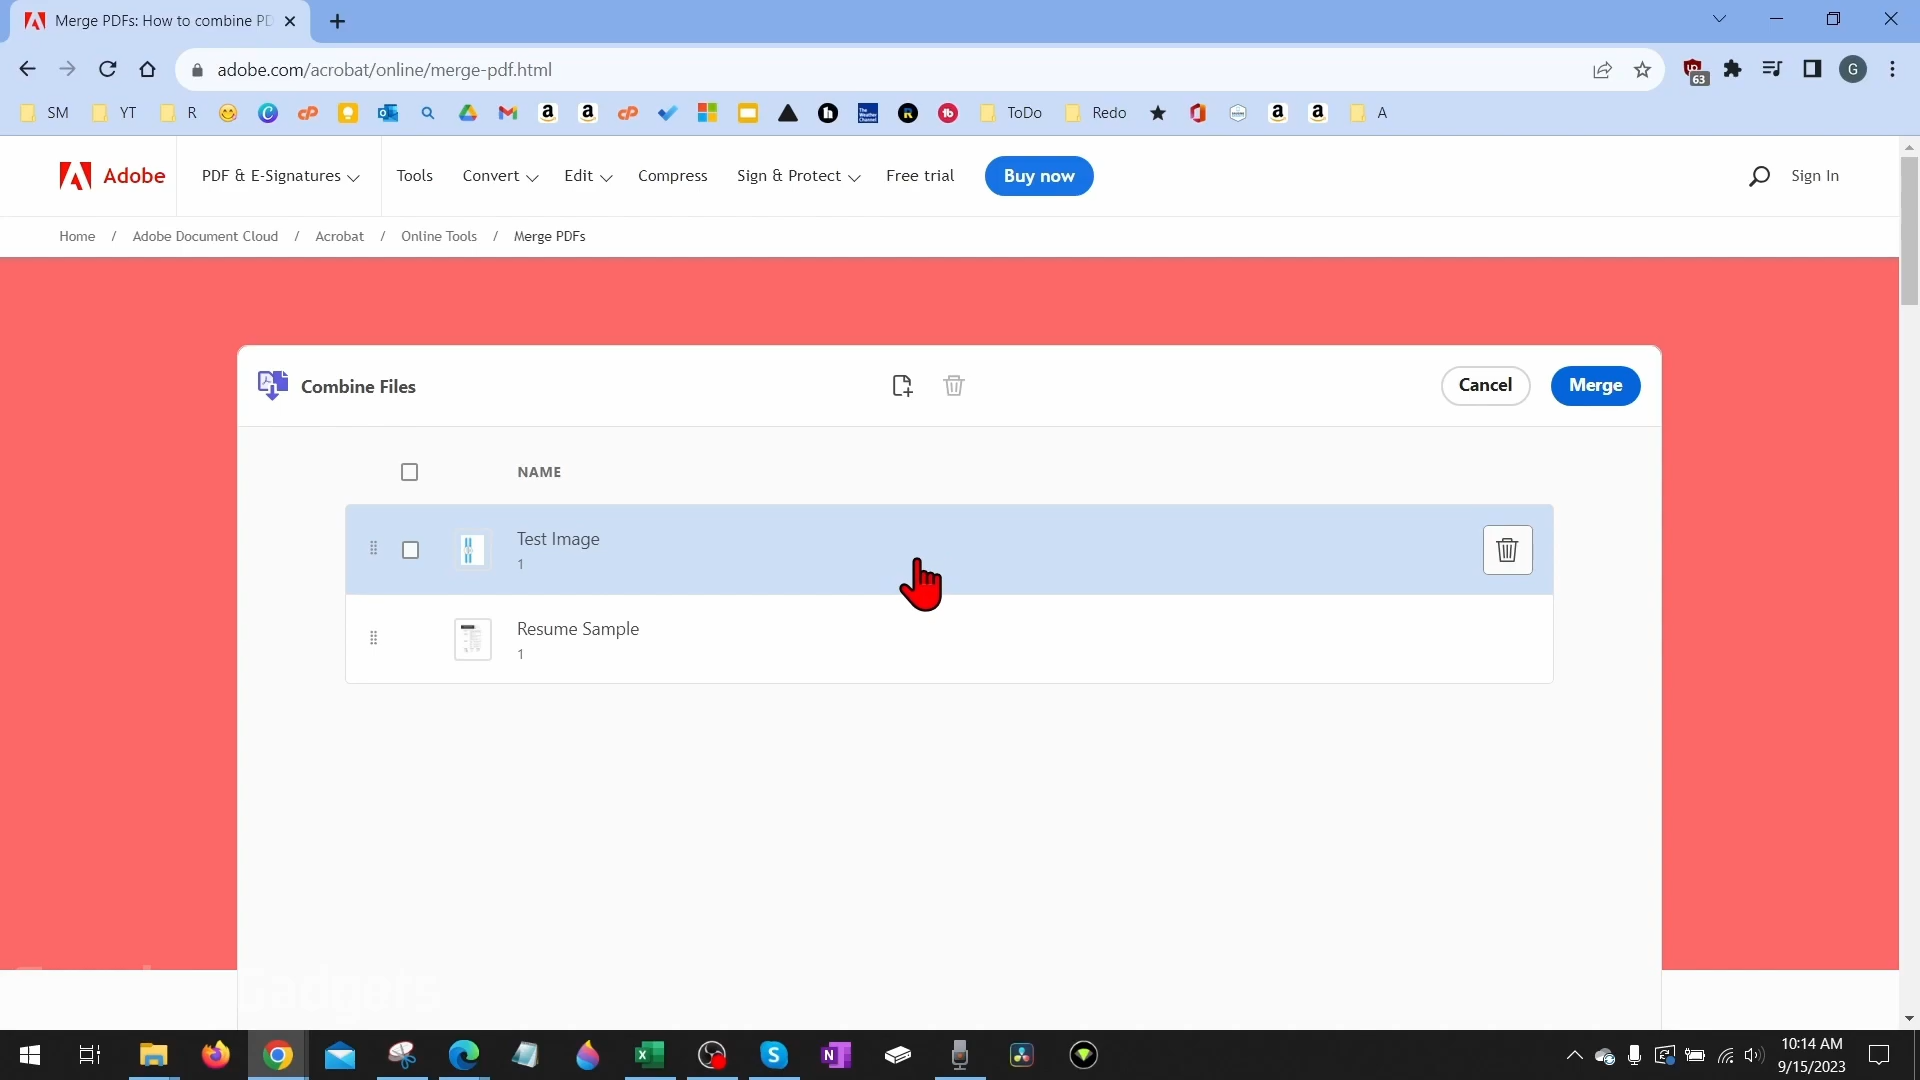 Merge PDFs: How to combine PD
adobe.com/acrobat/online/merge-pdf.html
63
G
SM YT R ToDo Redo A
Adobe PDF & E-Signatures Tools Convert Edit Compress Sign & Protect Free trial Buy now Sign In
Home / Adobe Document Cloud / Acrobat / Online Tools / Merge PDFs
Combine Files
Cancel
Merge
NAME
Test Image
1
Resume Sample
1
Gadgets
10:14 AM
9/15/2023